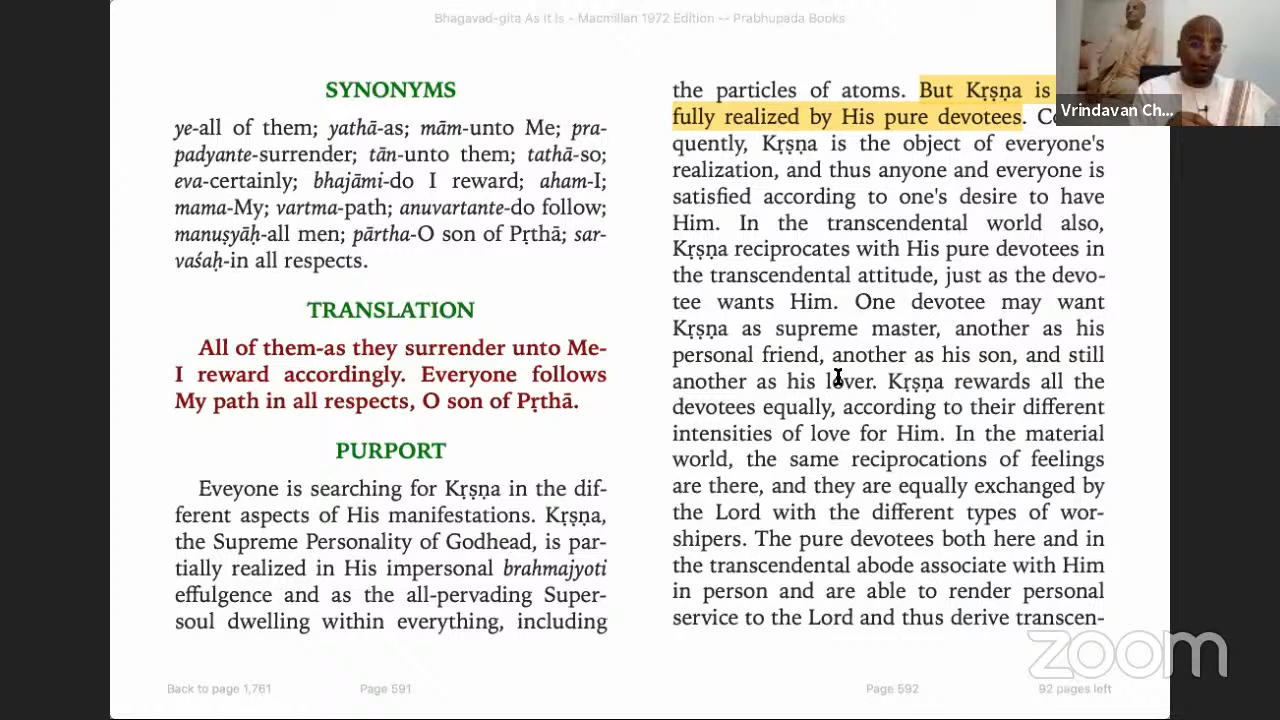 Bhagavad-gita As it Is - Macmillan 1972 Edition -- Prabhupada Books
SYNONYMS
ye-all of them; yathā-as; mām-unto Me; pra-
padyante-surrender; tān-unto them; tathā-so;
eva-certainly; bhajāmi-do I reward; aham-I;
mama-My; vartma-path; anuvartante-do follow;
manuṣyāḥ-all men; pārtha-O son of Pṛthā; sar-
vaśaḥ-in all respects.
TRANSLATION
All of them-as they surrender unto Me-
I reward accordingly. Everyone follows
My path in all respects, O son of Pṛthā.
PURPORT
Eveyone is searching for Kṛṣṇa in the dif-
ferent aspects of His manifestations. Kṛṣṇa,
the Supreme Personality of Godhead, is par-
tially realized in His impersonal brahmajyoti
effulgence and as the all-pervading Super-
soul dwelling within everything, including
the particles of atoms. But Kṛṣṇa is
fully realized by His pure devotees.
quently, Kṛṣṇa is the object of everyone's
realization, and thus anyone and everyone is
satisfied according to one's desire to have
Him. In the transcendental world also,
Kṛṣṇa reciprocates with His pure devotees in
the transcendental attitude, just as the devo-
tee wants Him. One devotee may want
Kṛṣṇa as supreme master, another as his
personal friend, another as his son, and still
another as his lover. Kṛṣṇa rewards all the
devotees equally, according to their different
intensities of love for Him. In the material
world, the same reciprocations of feelings
are there, and they are equally exchanged by
the Lord with the different types of wor-
shipers. The pure devotees both here and in
the transcendental abode associate with Him
in person and are able to render personal
service to the Lord and thus derive transcen-
Back to page 1,761
Page 591
Page 592
92 pages left
Vrindavan Ch...
zoom